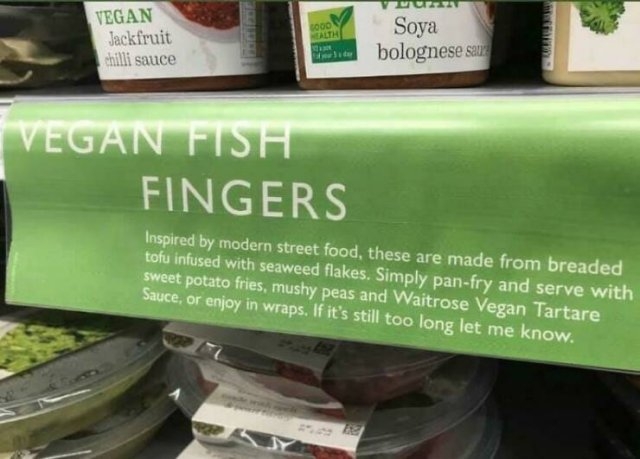 VEGAN
Jackfruit
chilli sauce
GOOD
HEALTH
VEGAN
Soya
bolognese sauce
VEGAN FISH
FINGERS
Inspired by modern street food, these are made from breaded
tofu infused with seaweed flakes. Simply pan-fry and serve with
sweet potato fries, mushy peas and Waitrose Vegan Tartare
Sauce, or enjoy in wraps. If it's still too long let me know.